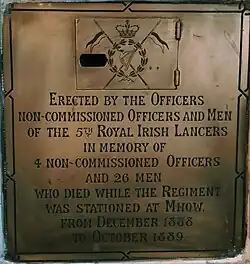 Erected by the Officers
non-commissioned Officers and Men
of the 5th Royal Irish Lancers
in memory of
4 non-commissioned Officers
and 26 men
who died while the Regiment
was stationed at Mhow,
from December 1888
to October 1889.